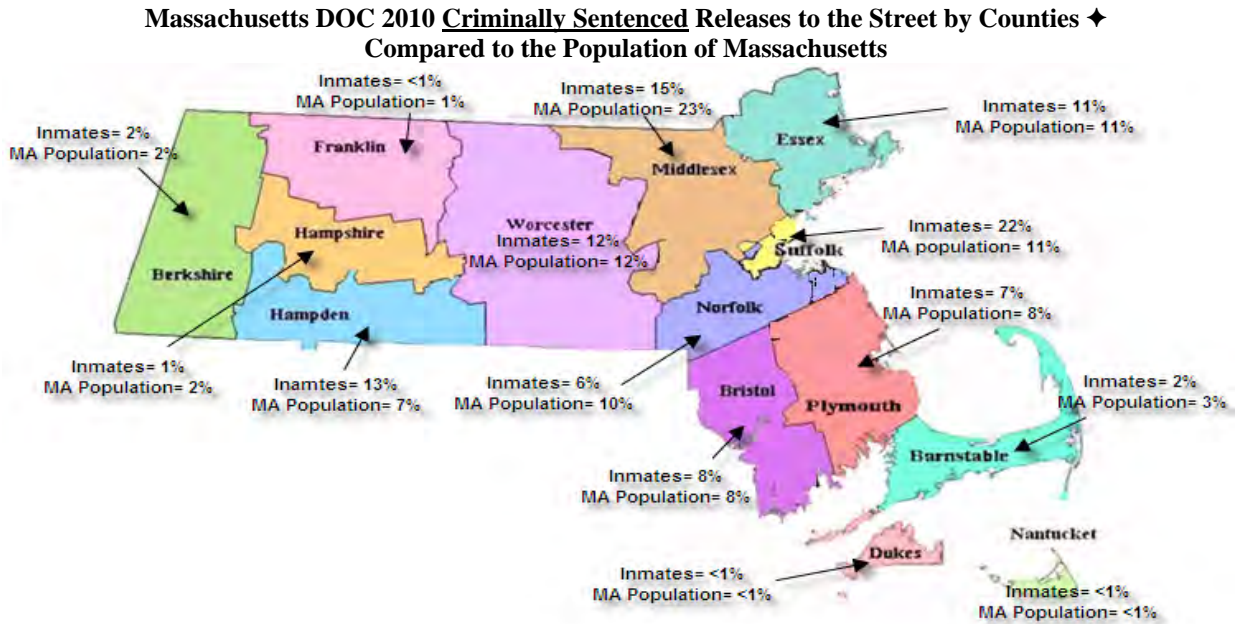 Massachusetts DOC 2010 Criminally Sentenced Releases to the Street by Counties ✦
Compared to the Population of Massachusetts
Inmates= <1%
MA Population= 1%
Inmates= 15%
MA Population= 23%
Inmates= 11%
MA Population= 11%
Inmates= 2%
MA Population= 2%
Franklin
Essex
Middlesex
Worcester
Inmates= 12%
MA Population= 12%
Hampshire
Inmates= 22%
MA population= 11%
Suffolk
Berkshire
Hampden
Norfolk
Inmates= 7%
MA Population= 8%
Inmates= 1%
MA Population= 2%
Inamtes= 13%
MA Population= 7%
Inmates= 6%
MA Population= 10%
Bristol
Plymouth
Inmates= 2%
MA Population= 3%
Barnstable
Inmates= 8%
MA Population= 8%
Nantucket
Dukes
Inmates= <1%
MA Population= <1%
Inmates= <1%
MA Population= <1%